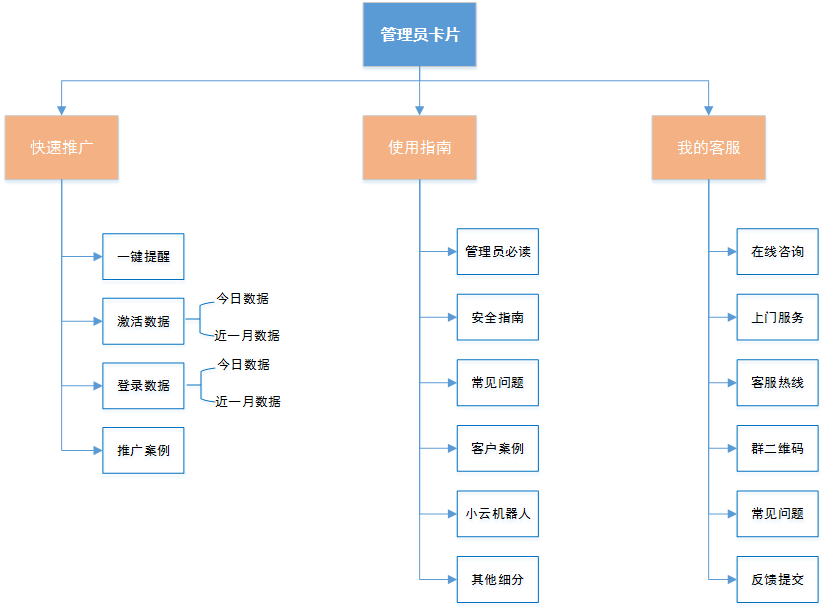 管理员卡片
快速推广
使用指南
我的客服
一键提醒
激活数据
今日数据
近一月数据
登录数据
今日数据
近一月数据
推广案例
管理员必读
安全指南
常见问题
客户案例
小云机器人
其他细分
在线咨询
上门服务
客服热线
群二维码
常见问题
反馈提交